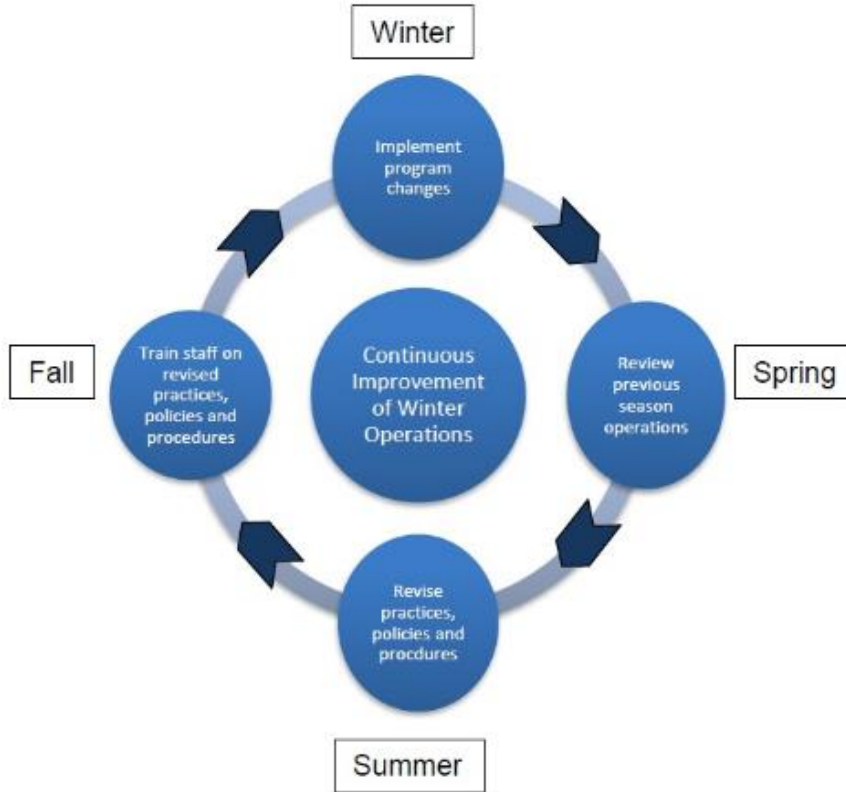 Winter
Implement
program
changes
Fall
Train staff on
revised
practices,
policies and
procedures
Continuous
Improvement
of Winter
Operations
Review
previous
season
operations
Spring
Revise
practices,
policies and
procdures
Summer